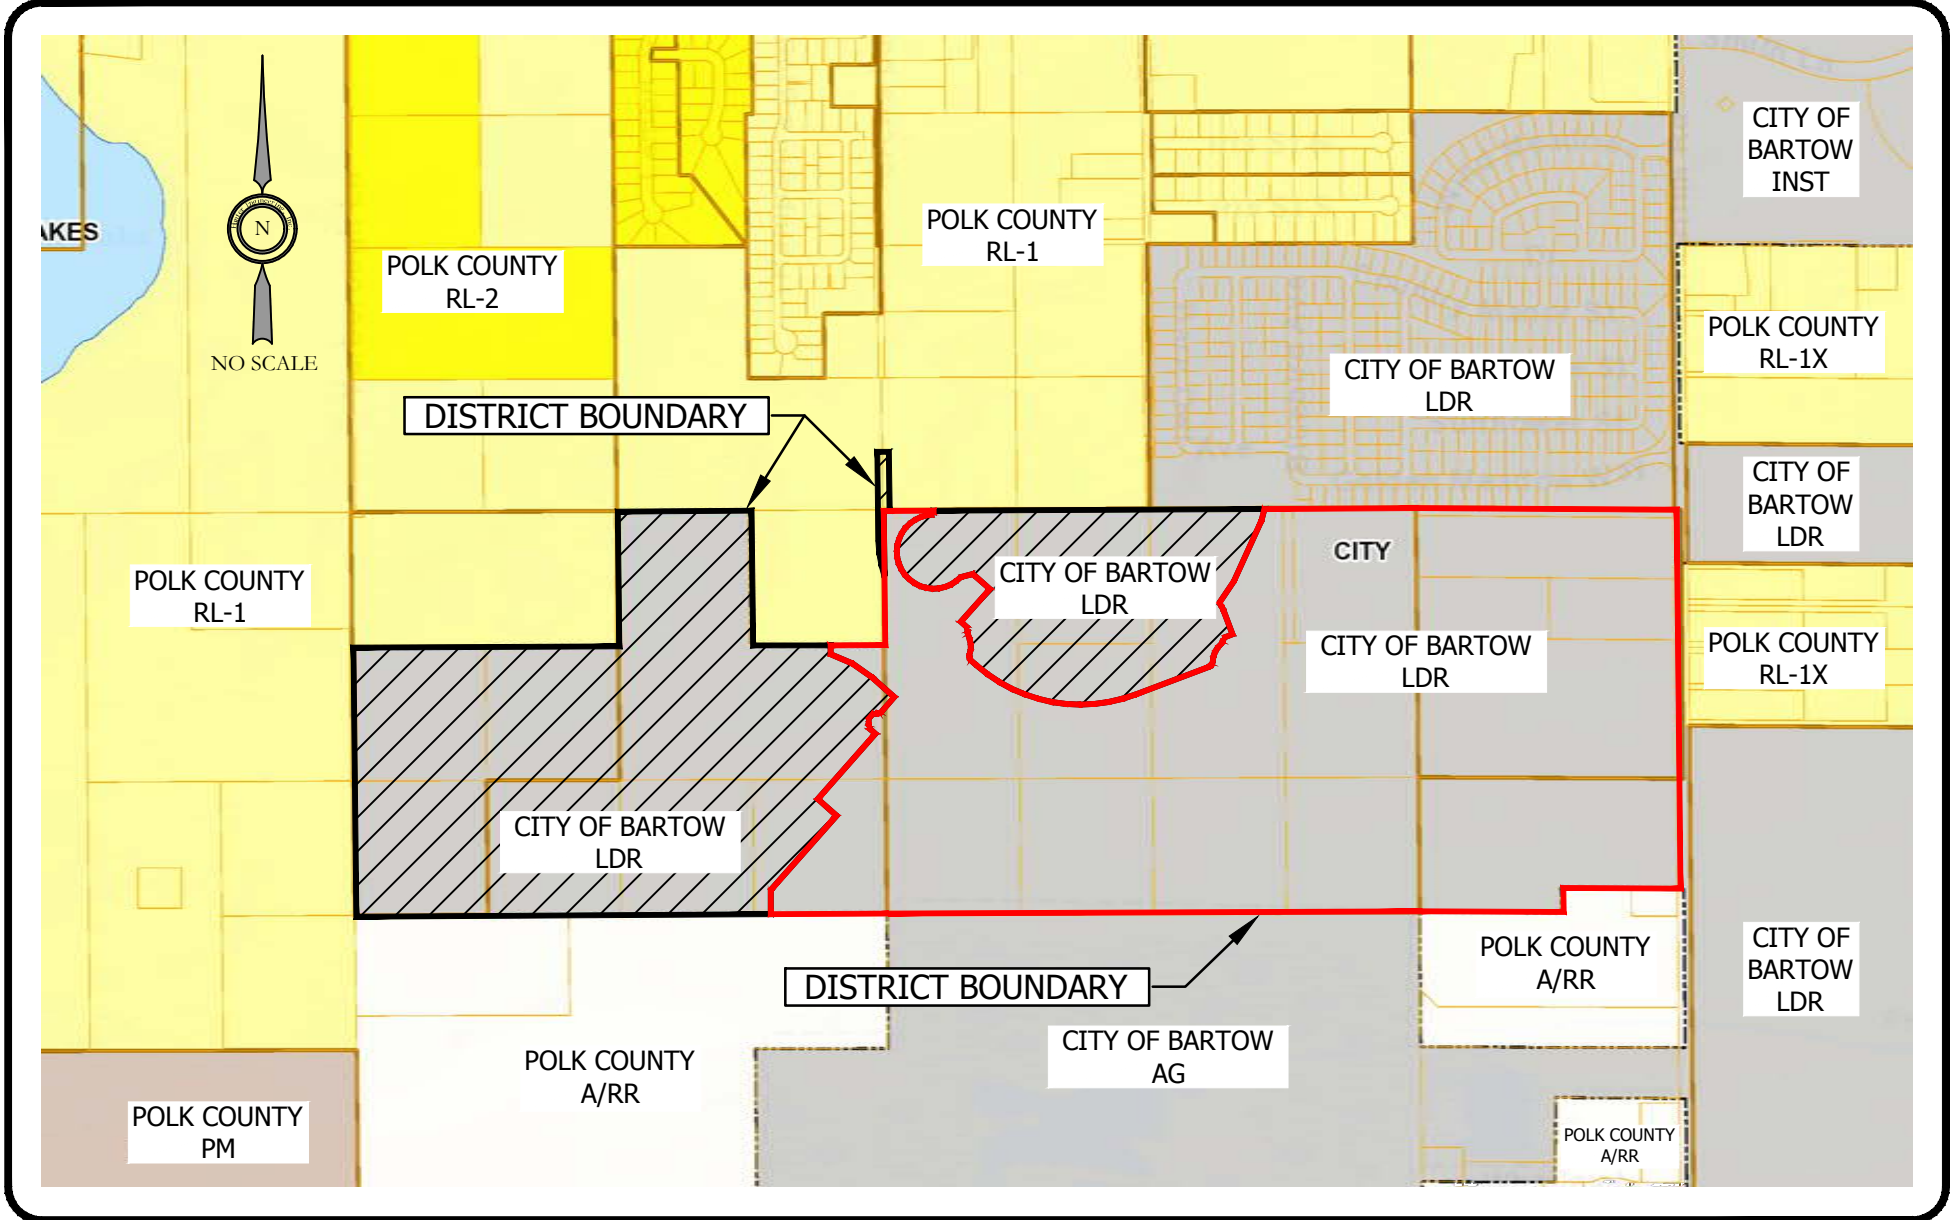 CITY OF
BARTOW
INST
AKES
POLK COUNTY
RL-1
POLK COUNTY
RL-2
N
NO SCALE
POLK COUNTY
RL-1X
CITY OF BARTOW
LDR
DISTRICT BOUNDARY
CITY OF
BARTOW
LDR
CITY
CITY OF BARTOW
LDR
POLK COUNTY
RL-1
CITY OF BARTOW
LDR
POLK COUNTY
RL-1X
CITY OF BARTOW
LDR
POLK COUNTY
A/RR
CITY OF
BARTOW
LDR
DISTRICT BOUNDARY
CITY OF BARTOW
AG
POLK COUNTY
A/RR
POLK COUNTY
PM
POLK COUNTY
A/RR